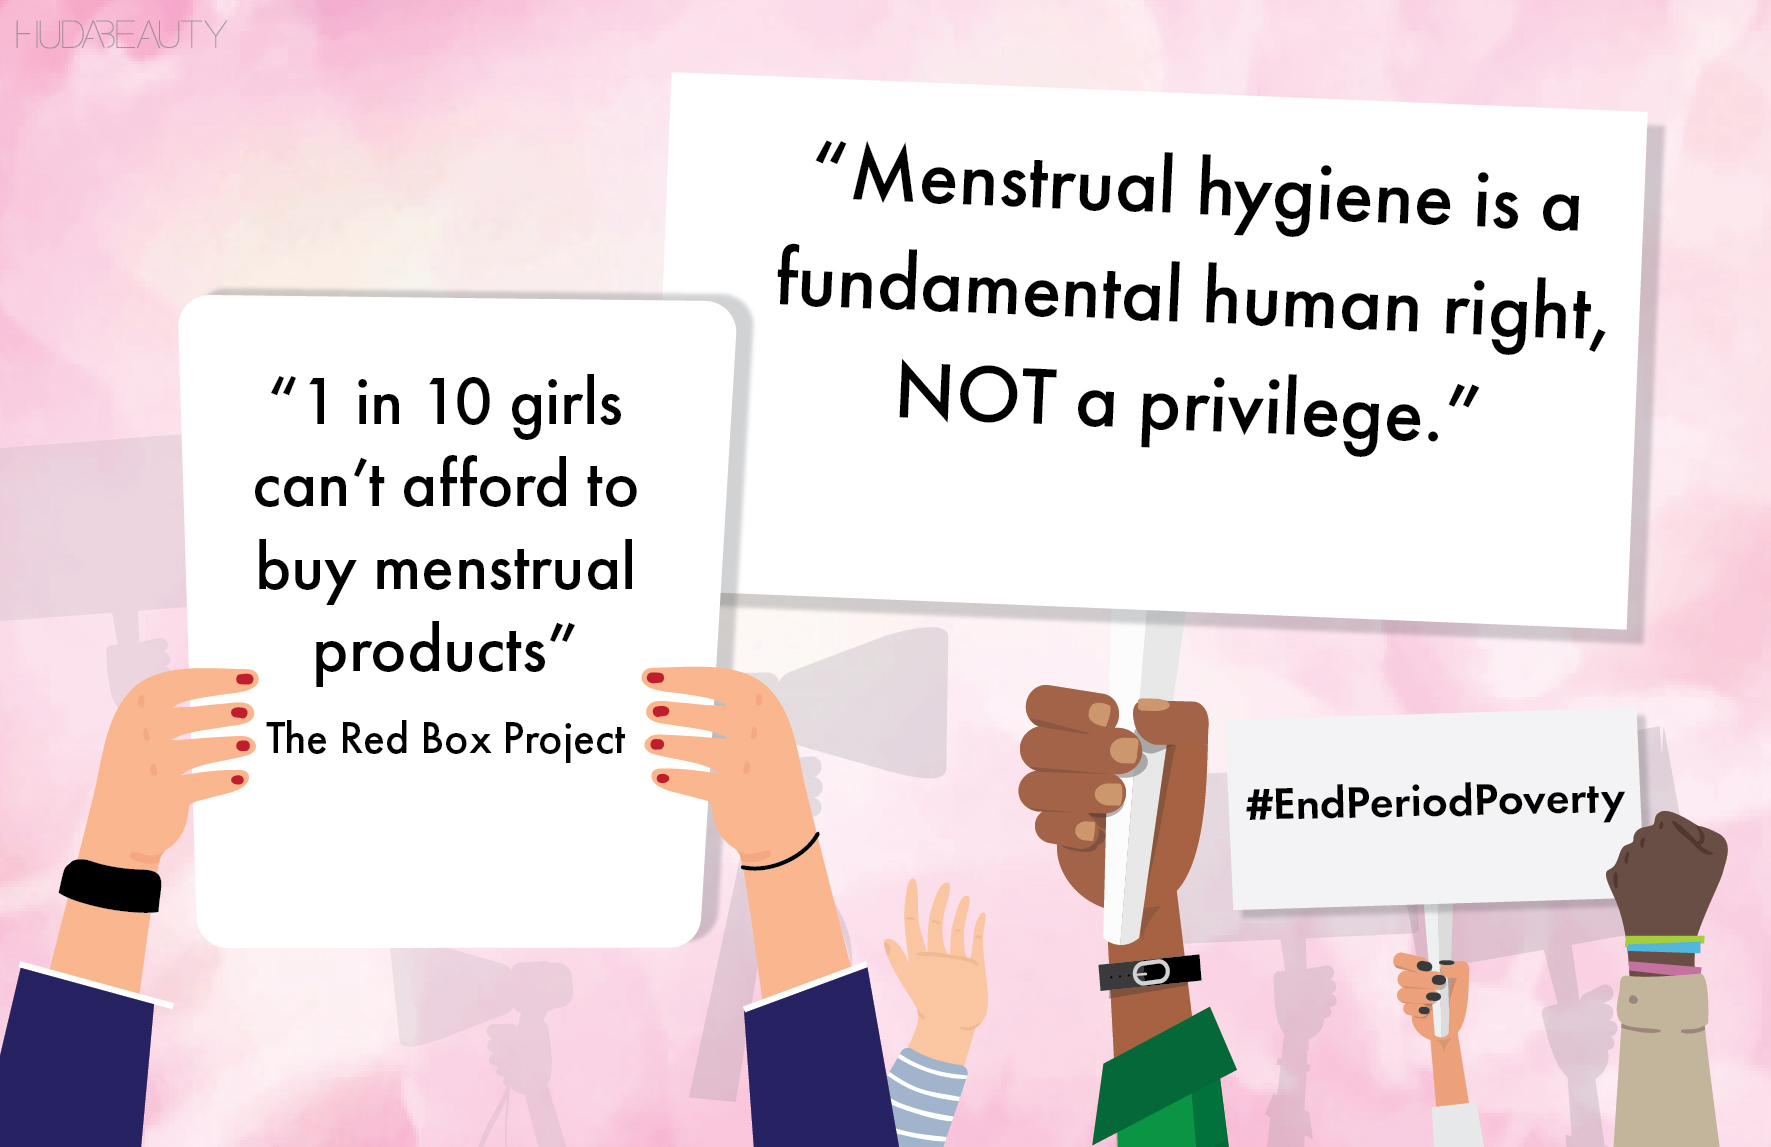 HUDABEAUTY
“Menstrual hygiene is a
fundamental human right,
NOT a privilege.”
“1 in 10 girls
can’t afford to
buy menstrual
products”
The Red Box Project
#EndPeriodPoverty